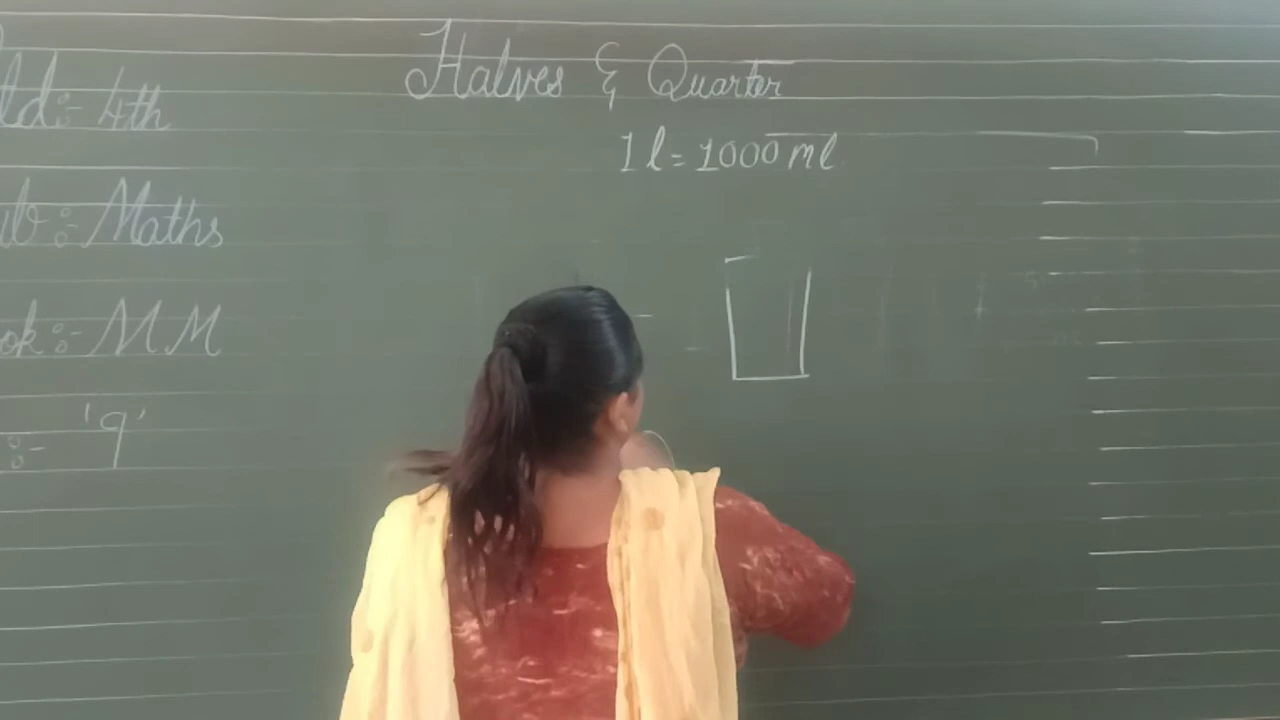 Halves & Quarter
1 l = 1000 ml
:- 4th
:- Maths
:- MM
:- '9'